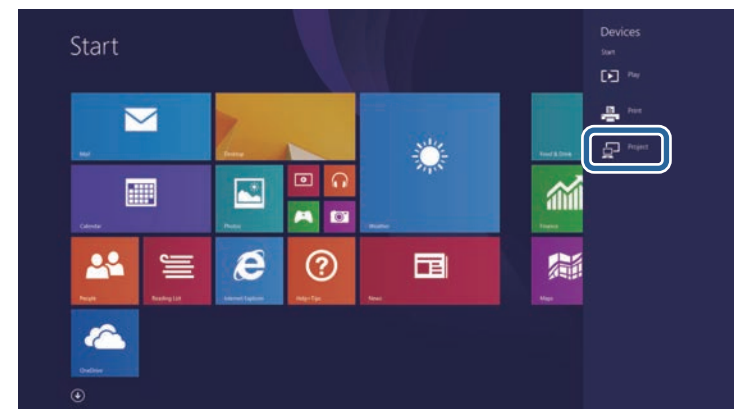 Start
Mail
Desktop
Weather
Calendar
Photos
People
Reading List
Internet Explorer
Help+Tips
News
OneDrive
Food & Drink
Finance
Maps
Devices
Start
Play
Print
Project